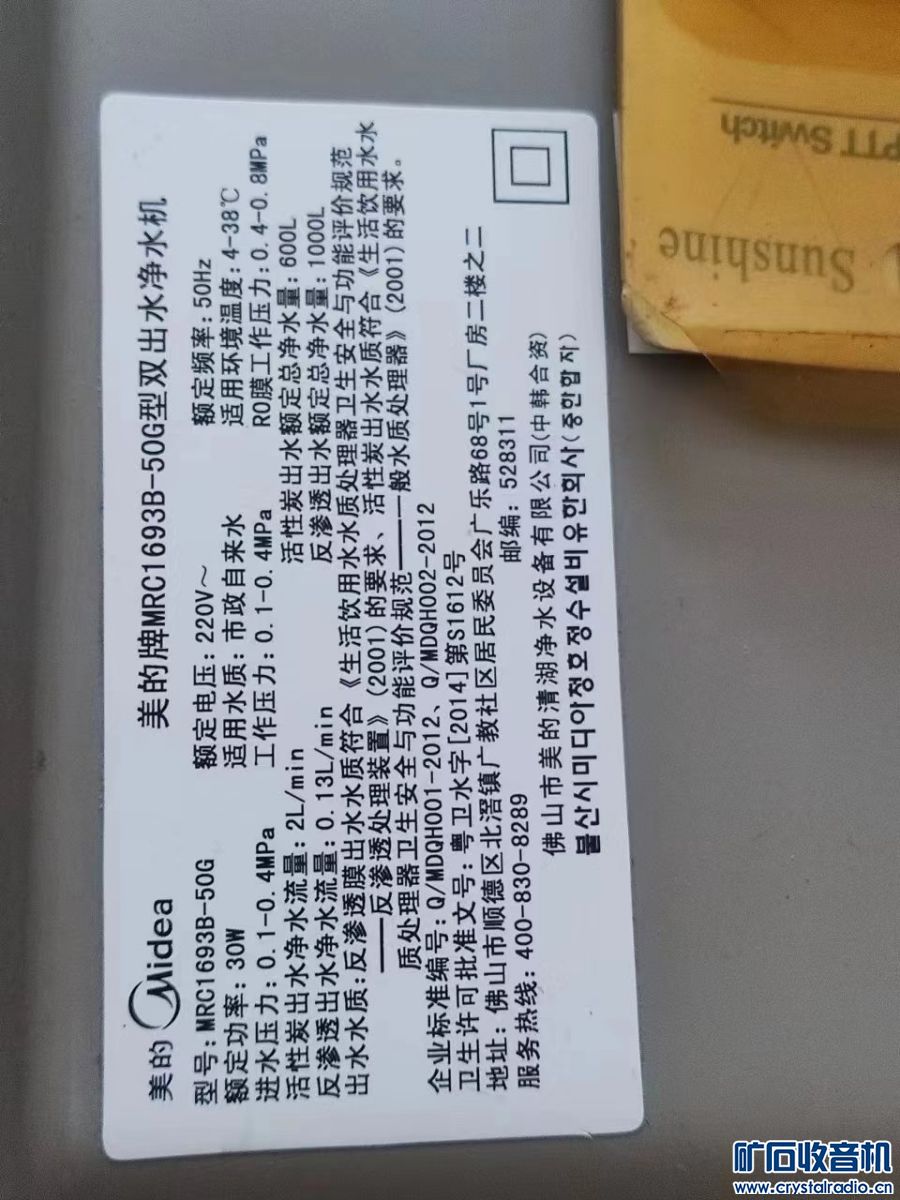 美的 Midea 美的牌MRC1693B-50G型双出水净水机
型号: MRC1693B-50G 额定电压: 220V～ 额定频率: 50Hz
额定功率: 30W 适用水质: 市政自来水 适用环境温度: 4-38℃
进水压力: 0.1-0.4MPa 工作压力: 0.1-0.4MPa RO膜工作压力: 0.4-0.8MPa
活性炭出水净水流量: 2L/min 活性炭出水额定总净水量: 600L
反渗透出水净水流量: 0.13L/min 反渗透出水额定总净水量: 1000L
出水水质: 反渗透膜出水水质符合《生活饮用水水质处理器卫生安全与功能评价规范
——反渗透处理装置》(2001)的要求、活性炭出水水质符合《生活饮用水水
质处理器卫生安全与功能评价规范——一般水质处理器》(2001)的要求。
企业标准编号: Q/MDQH001-2012、Q/MDQH002-2012
卫生许可批准文号: 粤卫水字[2014]第S1612号
地址: 佛山市顺德区北滘镇广教社区居民委员会广乐路68号1号厂房二楼之二
服务热线: 400-830-8289 邮编: 528311
佛山市美的清湖净水设备有限公司(中韩合资)
불산시미디아정호정수설비유한회사(중한합자)
PTT Switch
Sunshine
矿石收音机
www.crystalradio.cn